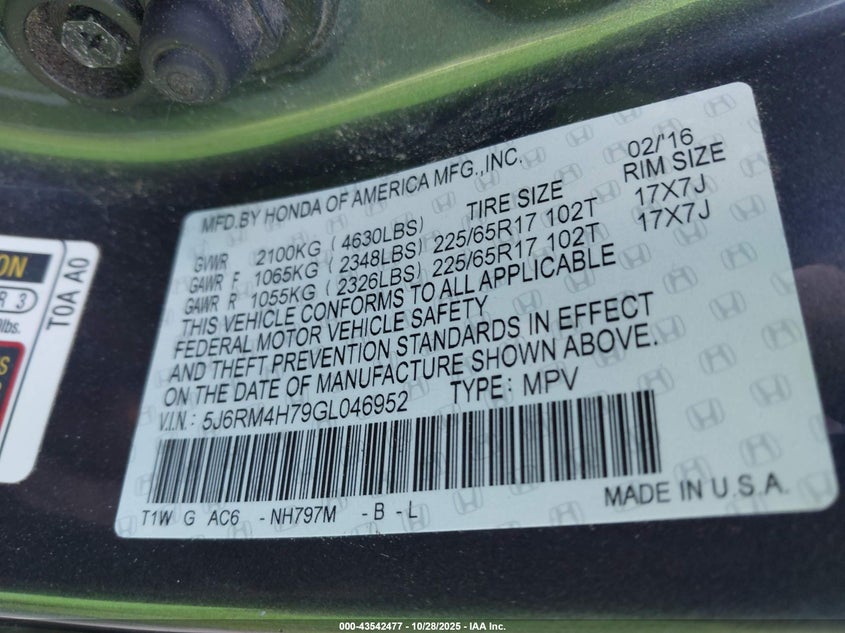 MFD.BY HONDA OF AMERICA MFG.,INC. 02/'16
TIRE SIZE RIM SIZE
GVWR 2100KG (4630LBS)
GAWR F 1065KG (2348LBS) 225/65R17 102T 17X7J
GAWR R 1055KG (2326LBS) 225/65R17 102T 17X7J
THIS VEHICLE CONFORMS TO ALL APPLICABLE
FEDERAL MOTOR VEHICLE SAFETY
AND THEFT PREVENTION STANDARDS IN EFFECT
ON THE DATE OF MANUFACTURE SHOWN ABOVE.
V.I.N.: 5J6RM4H79GL046952 TYPE: MPV
T1W G AC6 -NH797M -B-L MADE IN U.S.A.
ON
R 3
lbs.
S
T0A A0
000-43542477 - 10/28/2025 - IAA Inc.